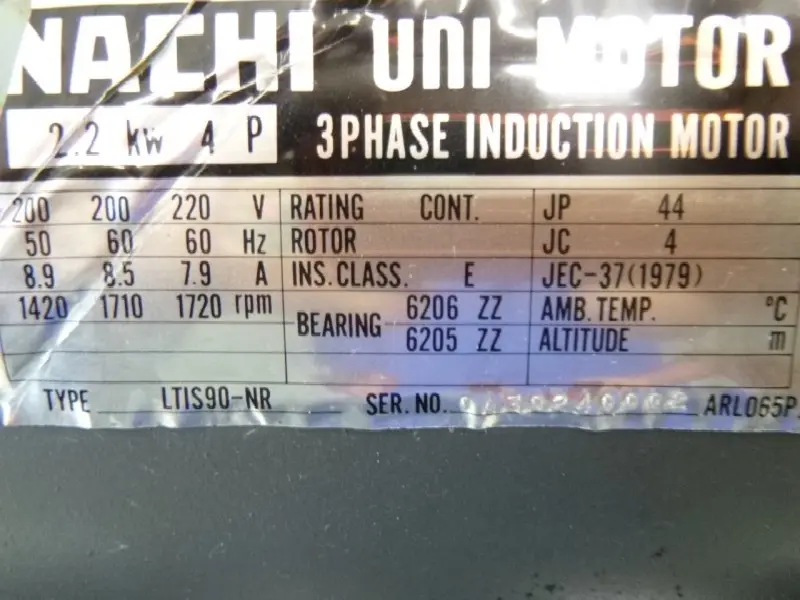 NACHI UNI MOTOR
2.2 kW 4 P 3 PHASE INDUCTION MOTOR
200 200 220 V RATING CONT. JP 44
50 60 60 Hz ROTOR JC 4
8.9 8.5 7.9 A INS. CLASS. E JEC-37(1979)
1420 1710 1720 rpm BEARING 6206 ZZ AMB. TEMP. °C
6205 ZZ ALTITUDE m
TYPE LTIS90-NR SER. NO. ARL065P